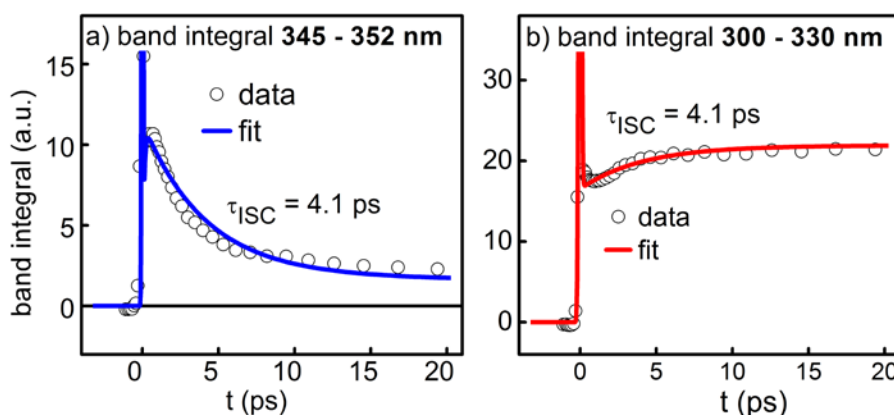 a) band integral 345 - 352 nm
band integral (a.u.)
15
10
5
0
data
fit
τISC = 4.1 ps
0 5 10 15 20
t (ps)
b) band integral 300 - 330 nm
30
20
10
0
τISC = 4.1 ps
data
fit
0 5 10 15 20
t (ps)